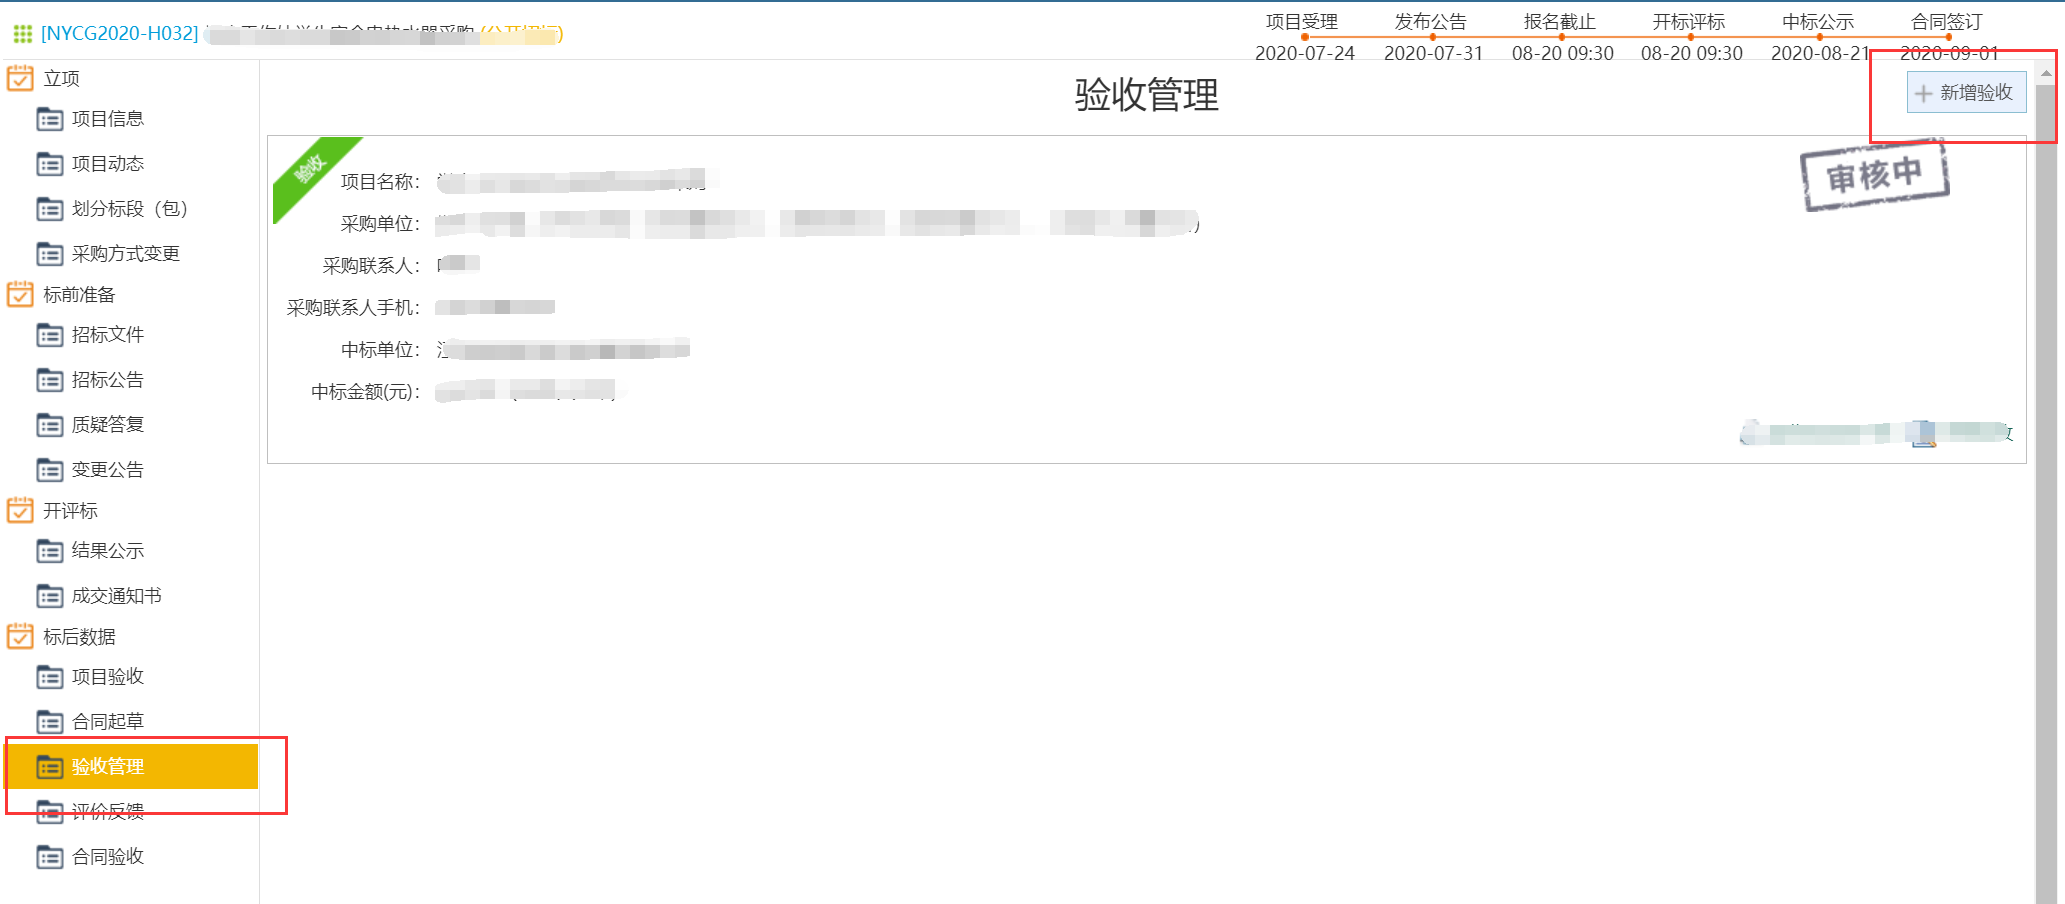 [NYCG2020-H032]
项目受理 发布公告 报名截止 开标评标 中标公示 合同签订
2020-07-24 2020-07-31 08-20 09:30 08-20 09:30 2020-08-21 2020-09-01
立项
项目信息
项目动态
划分标段（包）
采购方式变更
标前准备
招标文件
招标公告
质疑答复
变更公告
开评标
结果公示
成交通知书
标后数据
项目验收
合同起草
验收管理
评价反馈
合同验收
验收管理
新增验收
验收
审核中
项目名称：
采购单位：
采购联系人：
采购联系人手机：
中标单位：
中标金额(元)：